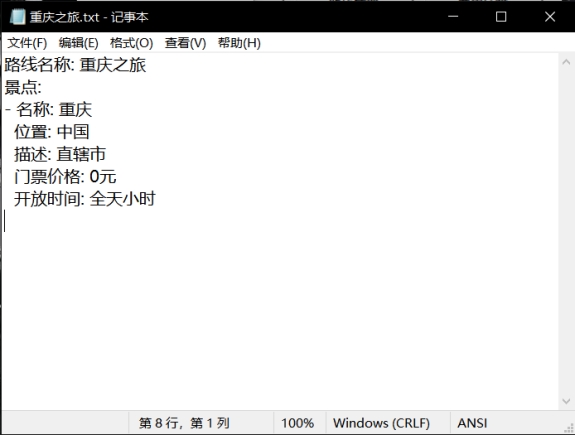 重庆之旅.txt - 记事本
文件(F) 编辑(E) 格式(O) 查看(V) 帮助(H)
路线名称: 重庆之旅
景点:
- 名称: 重庆
  位置: 中国
  描述: 直辖市
  门票价格: 0元
  开放时间: 全天小时
第 8 行，第 1 列 100% Windows (CRLF) ANSI